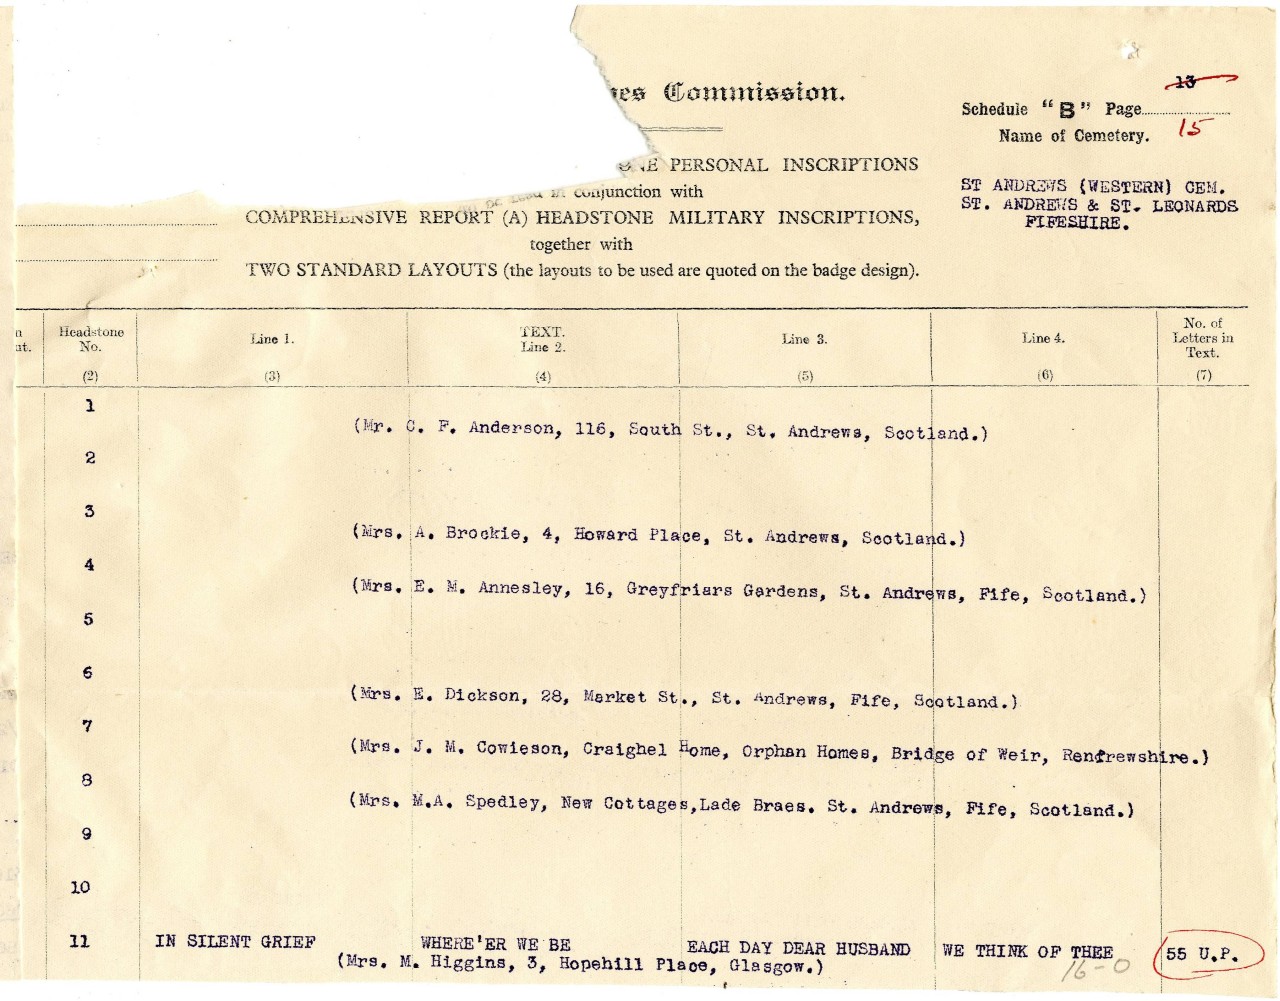 es Commission.
13
Schedule "B" Page
15
Name of Cemetery.
NE PERSONAL INSCRIPTIONS
in conjunction with
COMPREHENSIVE REPORT (A) HEADSTONE MILITARY INSCRIPTIONS,
together with
TWO STANDARD LAYOUTS (the layouts to be used are quoted on the badge design).
ST ANDREWS (WESTERN) CEM.
ST. ANDREWS & ST. LEONARDS
FIFESHIRE.
Headstone No. (2) Line 1. (3) TEXT. Line 2. (4) Line 3. (5) Line 4. (6) No. of Letters in Text. (7)
1
(Mr. C. F. Anderson, 116, South St., St. Andrews, Scotland.)
2
3
(Mrs. A. Brockie, 4, Howard Place, St. Andrews, Scotland.)
4
(Mrs. E. M. Annesley, 16, Greyfriars Gardens, St. Andrews, Fife, Scotland.)
5
6
(Mrs. E. Dickson, 28, Market St., St. Andrews, Fife, Scotland.)
7
(Mrs. J. M. Cowieson, Craighel Home, Orphan Homes, Bridge of Weir, Renfrewshire.)
8
(Mrs. M.A. Spedley, New Cottages,Lade Braes. St. Andrews, Fife, Scotland.)
9
10
11 IN SILENT GRIEF WHERE'ER WE BE EACH DAY DEAR HUSBAND WE THINK OF THEE 55 U.P.
(Mrs. M. Higgins, 3, Hopehill Place, Glasgow.)
16-0